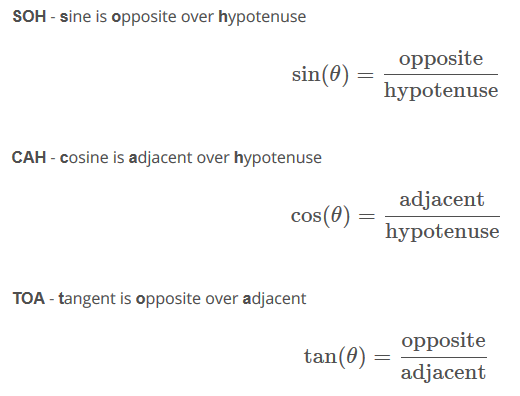 SOH - sine is opposite over hypotenuse
sin(θ) = opposite
hypotenuse
CAH - cosine is adjacent over hypotenuse
cos(θ) = adjacent
hypotenuse
TOA - tangent is opposite over adjacent
tan(θ) = opposite
adjacent